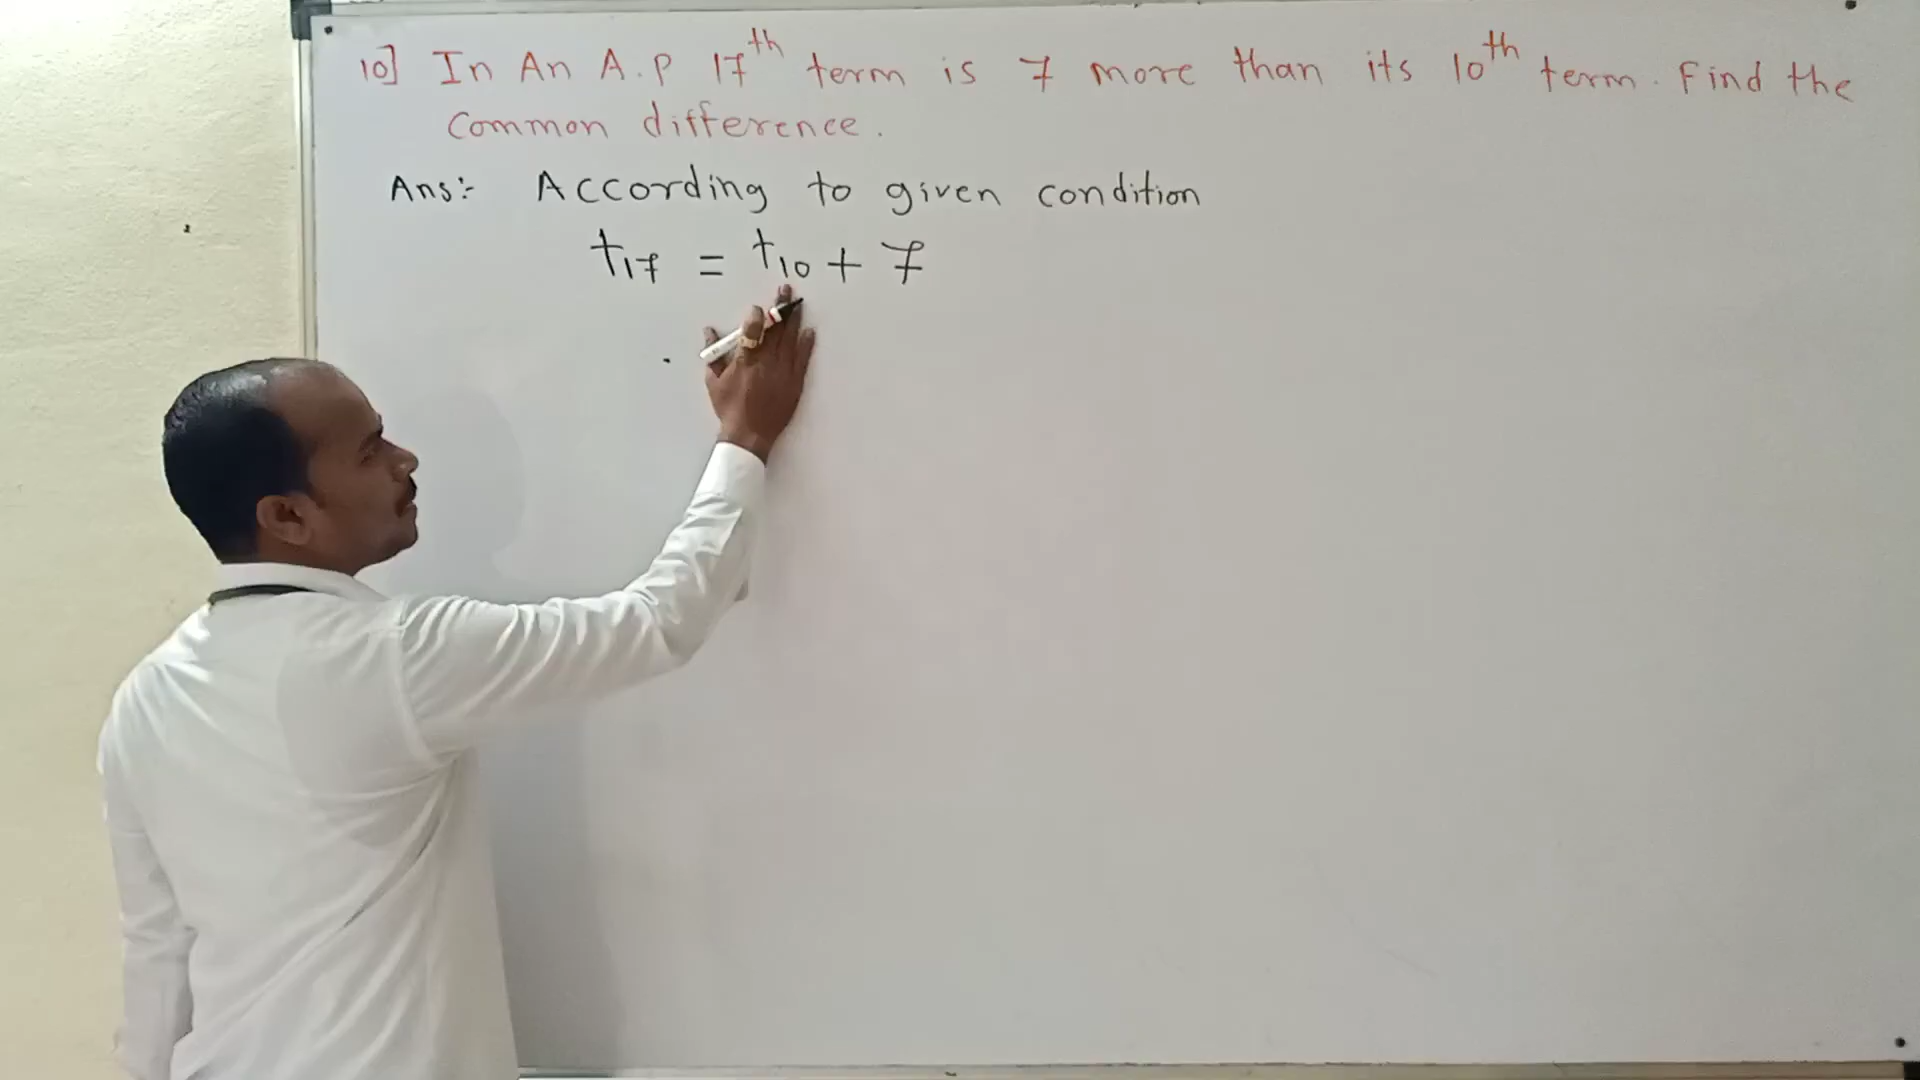 10] In An A.P 17th term is 7 more than its 10th term. Find the
Common difference.
Ans:- According to given condition
t17 = t10 + 7